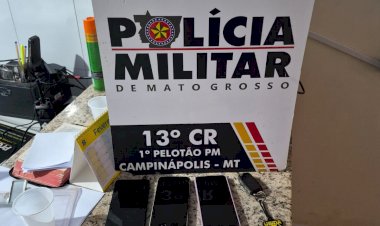 POLÍCIA
MILITAR
DE MATO GROSSO
13º CR
1º PELOTÃO PM
CAMPINÁPOLIS - MT